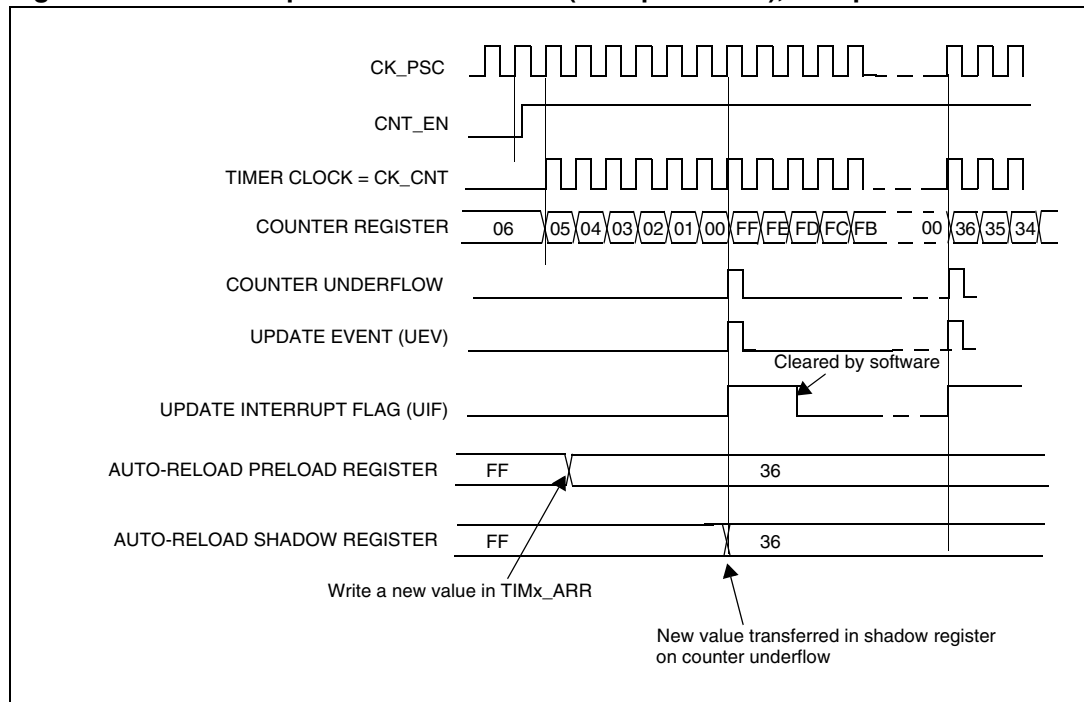 CK_PSC
CNT_EN
TIMER CLOCK = CK_CNT
COUNTER REGISTER 06 05 04 03 02 01 00 FF FE FD FC FB 00 36 35 34
COUNTER UNDERFLOW
UPDATE EVENT (UEV)
Cleared by software
UPDATE INTERRUPT FLAG (UIF)
AUTO-RELOAD PRELOAD REGISTER FF 36
AUTO-RELOAD SHADOW REGISTER FF 36
Write a new value in TIMx_ARR
New value transferred in shadow register
on counter underflow